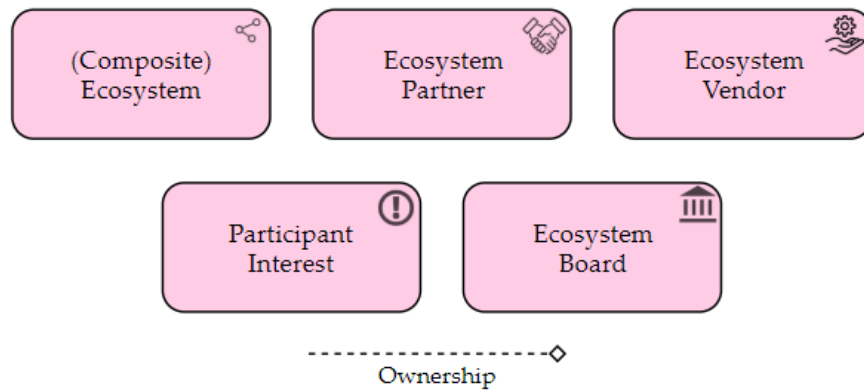 (Composite)
Ecosystem
Ecosystem
Partner
Ecosystem
Vendor
Participant
Interest
Ecosystem
Board
Ownership